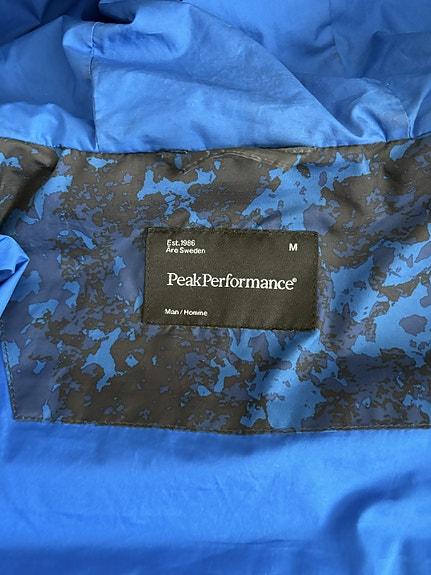 Est.1986
Åre Sweden
M
PeakPerformance®
Man / Homme